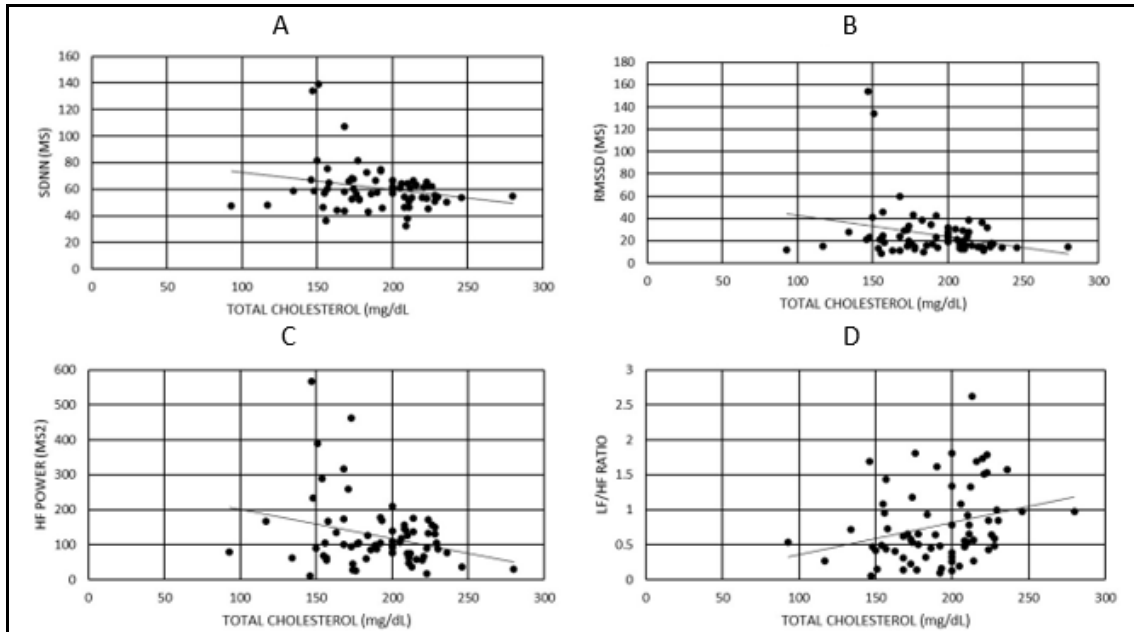 A
160
140
120
100
80
60
40
20
0
SDNN (MS)
0 50 100 150 200 250 300
TOTAL CHOLESTEROL (mg/dL
B
180
160
140
120
100
80
60
40
20
0
RMSSD (MS)
0 50 100 150 200 250 300
TOTAL CHOLESTEROL (mg/dL)
C
600
500
400
300
200
100
0
HF POWER (MS2)
0 50 100 150 200 250 300
TOTAL CHOLESTEROL (mg/dL)
D
3
2.5
2
1.5
1
0.5
0
LF/HF RATIO
0 50 100 150 200 250 300
TOTAL CHOLESTEROL (mg/dL)